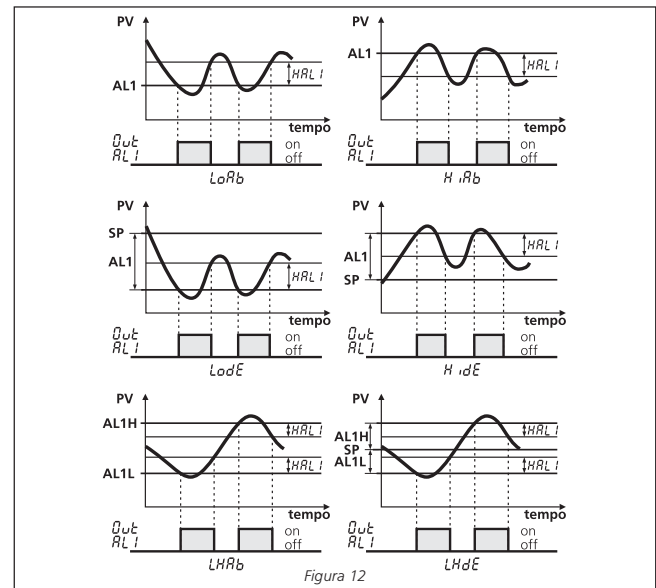 PV
AL1
HAL1
tempo
Out
AL1
on
off
LoAb
PV
AL1
HAL1
tempo
Out
AL1
on
off
HiAb
PV
SP
AL1
HAL1
tempo
Out
AL1
on
off
LodE
PV
AL1
SP
HAL1
tempo
Out
AL1
on
off
HidE
PV
AL1H
HAL1
HAL1
AL1L
tempo
Out
AL1
on
off
LHAb
PV
HAL1
AL1H
SP
AL1L
HAL1
tempo
Out
AL1
on
off
LHdE
Figura 12